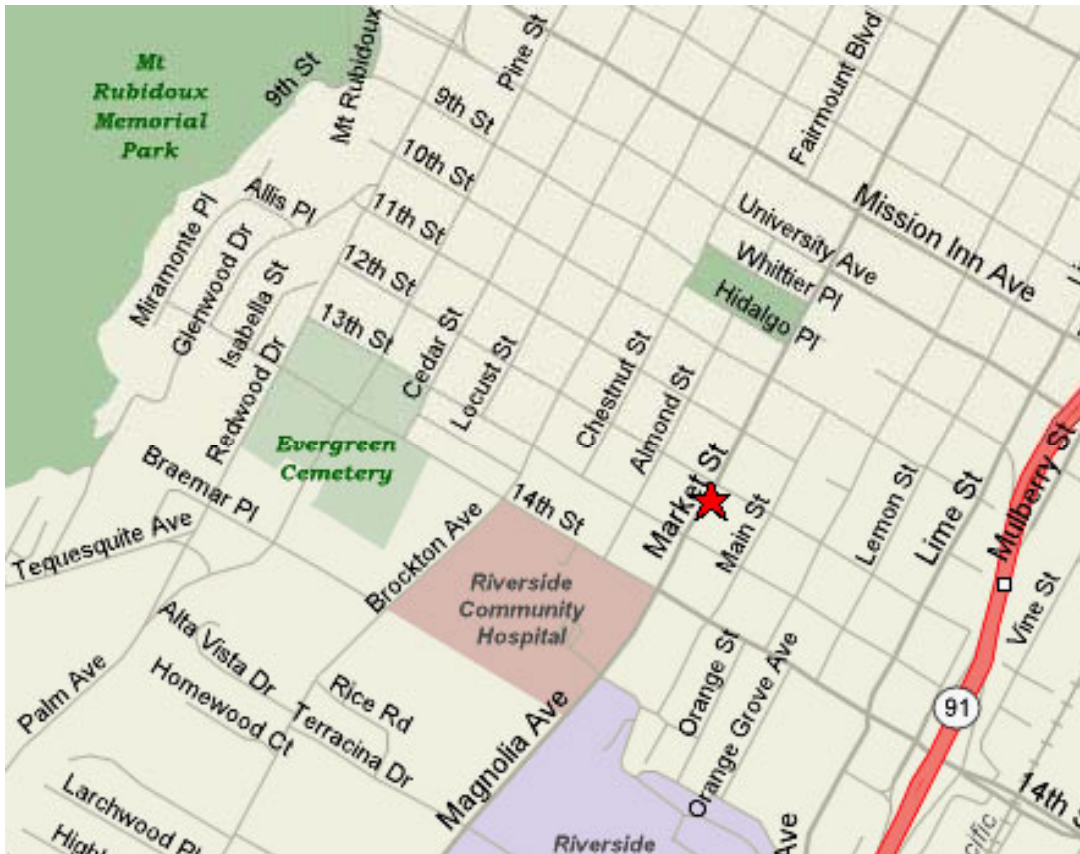 Mt
Rubidoux
Memorial
Park
9th St
Mt Rubidoux
Pine St
Fairmount Blvd
9th St
10th St
Mission Inn Ave
University Ave
Allis Pl
11th St
Miramonte Pl
Glenwood Dr
12th St
Whittier Pl
Isabella St
Hidalgo Pl
13th St
Redwood Dr
Cedar St
Locust St
Chestnut St
Almond St
Evergreen
Cemetery
Braemar Pl
Market St
Main St
Lemon St
Lime St
Mulberry St
14th St
Tequesquite Ave
Brockton Ave
Riverside
Community
Hospital
Vine St
Alta Vista Dr
Homewood Ct
Palm Ave
Rice Rd
Terracina Dr
Orange St
Orange Grove Ave
91
Magnolia Ave
14th S
Larchwood Pl
Highl
Riverside
Ave
cific